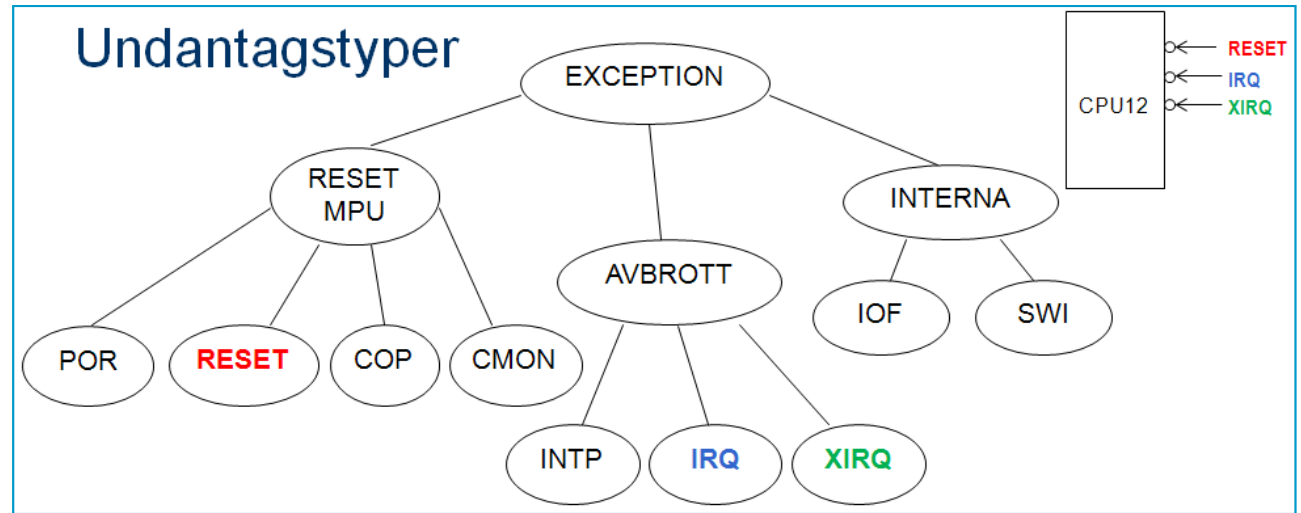 Undantagstyper
EXCEPTION
CPU12
RESET
IRQ
XIRQ
RESET
MPU
INTERNA
AVBROTT
POR
RESET
COP
CMON
IOF
SWI
INTP
IRQ
XIRQ